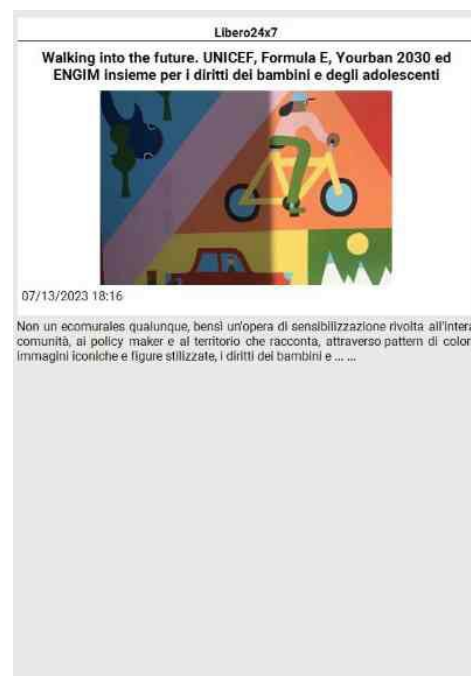 Libero24x7
Walking into the future. UNICEF, Formula E, Yourban 2030 ed
ENGIM insieme per i diritti dei bambini e degli adolescenti
07/13/2023 18:16
Non un ecomurales qualunque, bensì un'opera di sensibilizzazione rivolta all'intera
comunità, ai policy maker e al territorio che racconta, attraverso pattern di color
immagini iconiche e figure stilizzate, i diritti dei bambini e ... ...